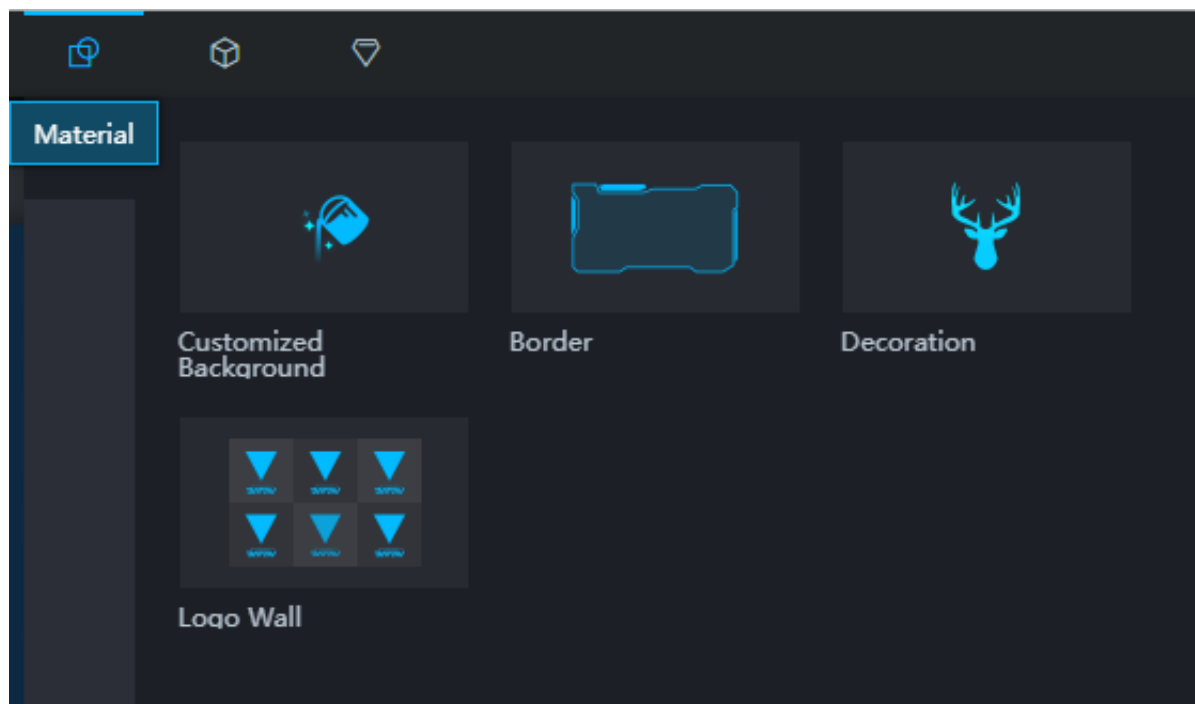 Material
Customized
Background
Border
Decoration
Logo Wall